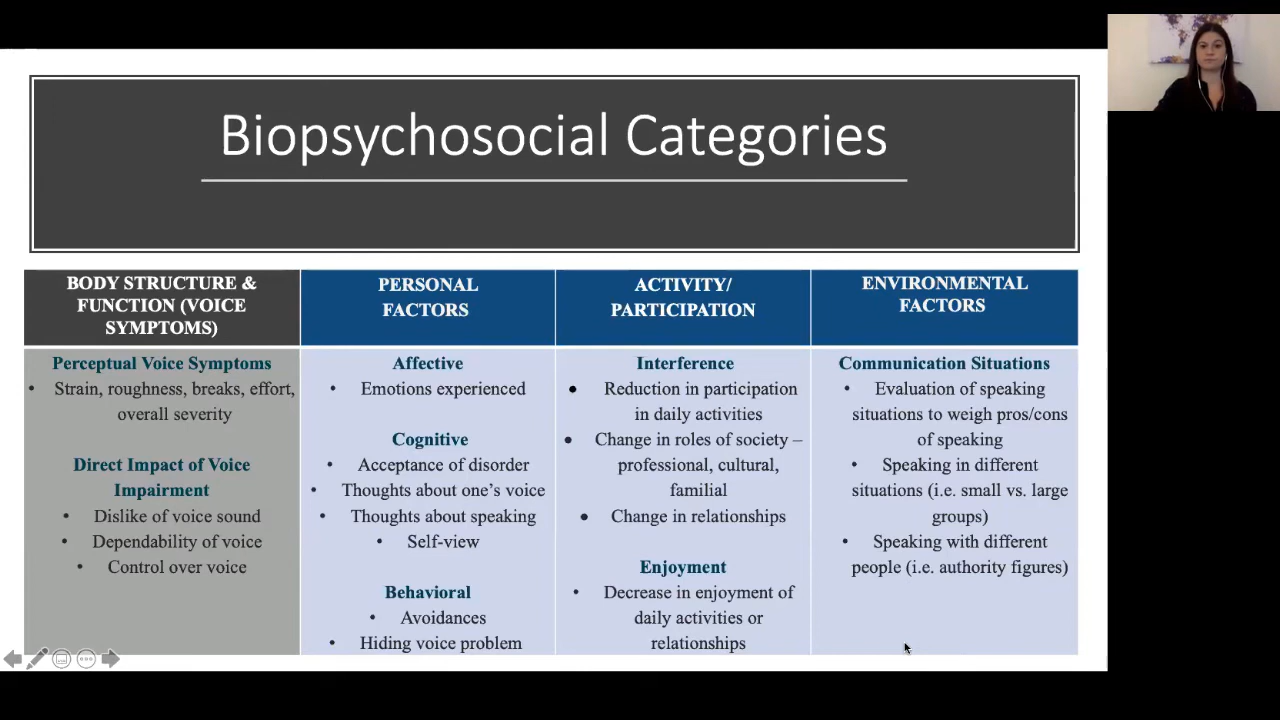 Biopsychosocial Categories
BODY STRUCTURE &
FUNCTION (VOICE
SYMPTOMS)
Perceptual Voice Symptoms
• Strain, roughness, breaks, effort,
overall severity
Direct Impact of Voice
Impairment
• Dislike of voice sound
• Dependability of voice
• Control over voice
PERSONAL
FACTORS
Affective
• Emotions experienced
Cognitive
• Acceptance of disorder
• Thoughts about one's voice
• Thoughts about speaking
• Self-view
Behavioral
• Avoidances
• Hiding voice problem
ACTIVITY/
PARTICIPATION
Interference
• Reduction in participation
in daily activities
• Change in roles of society –
professional, cultural,
familial
• Change in relationships
Enjoyment
• Decrease in enjoyment of
daily activities or
relationships
ENVIRONMENTAL
FACTORS
Communication Situations
• Evaluation of speaking
situations to weigh pros/cons
of speaking
• Speaking in different
situations (i.e. small vs. large
groups)
• Speaking with different
people (i.e. authority figures)